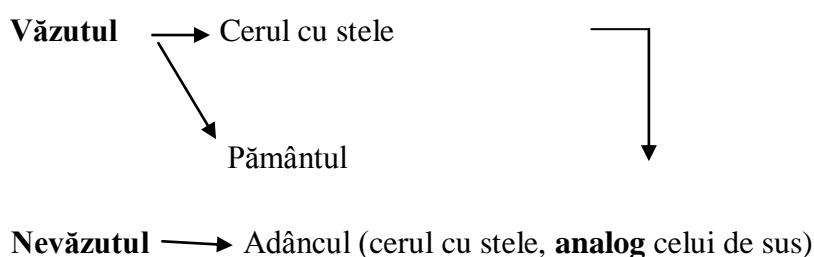 Văzutul Cerul cu stele
Pământul
Nevăzutul Adâncul (cerul cu stele, analog celui de sus)